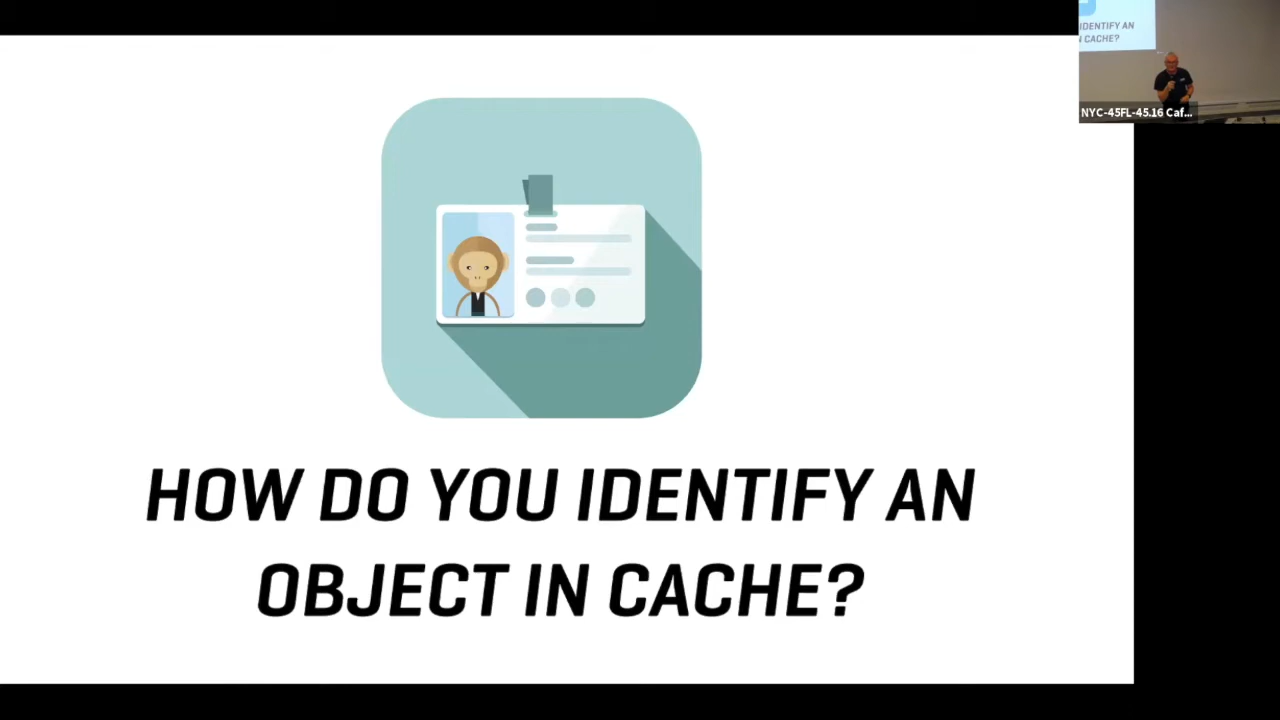 HOW DO YOU IDENTIFY AN
OBJECT IN CACHE?
IDENTIFY AN
CACHE?
NYC-45FL-45.16 Caf...